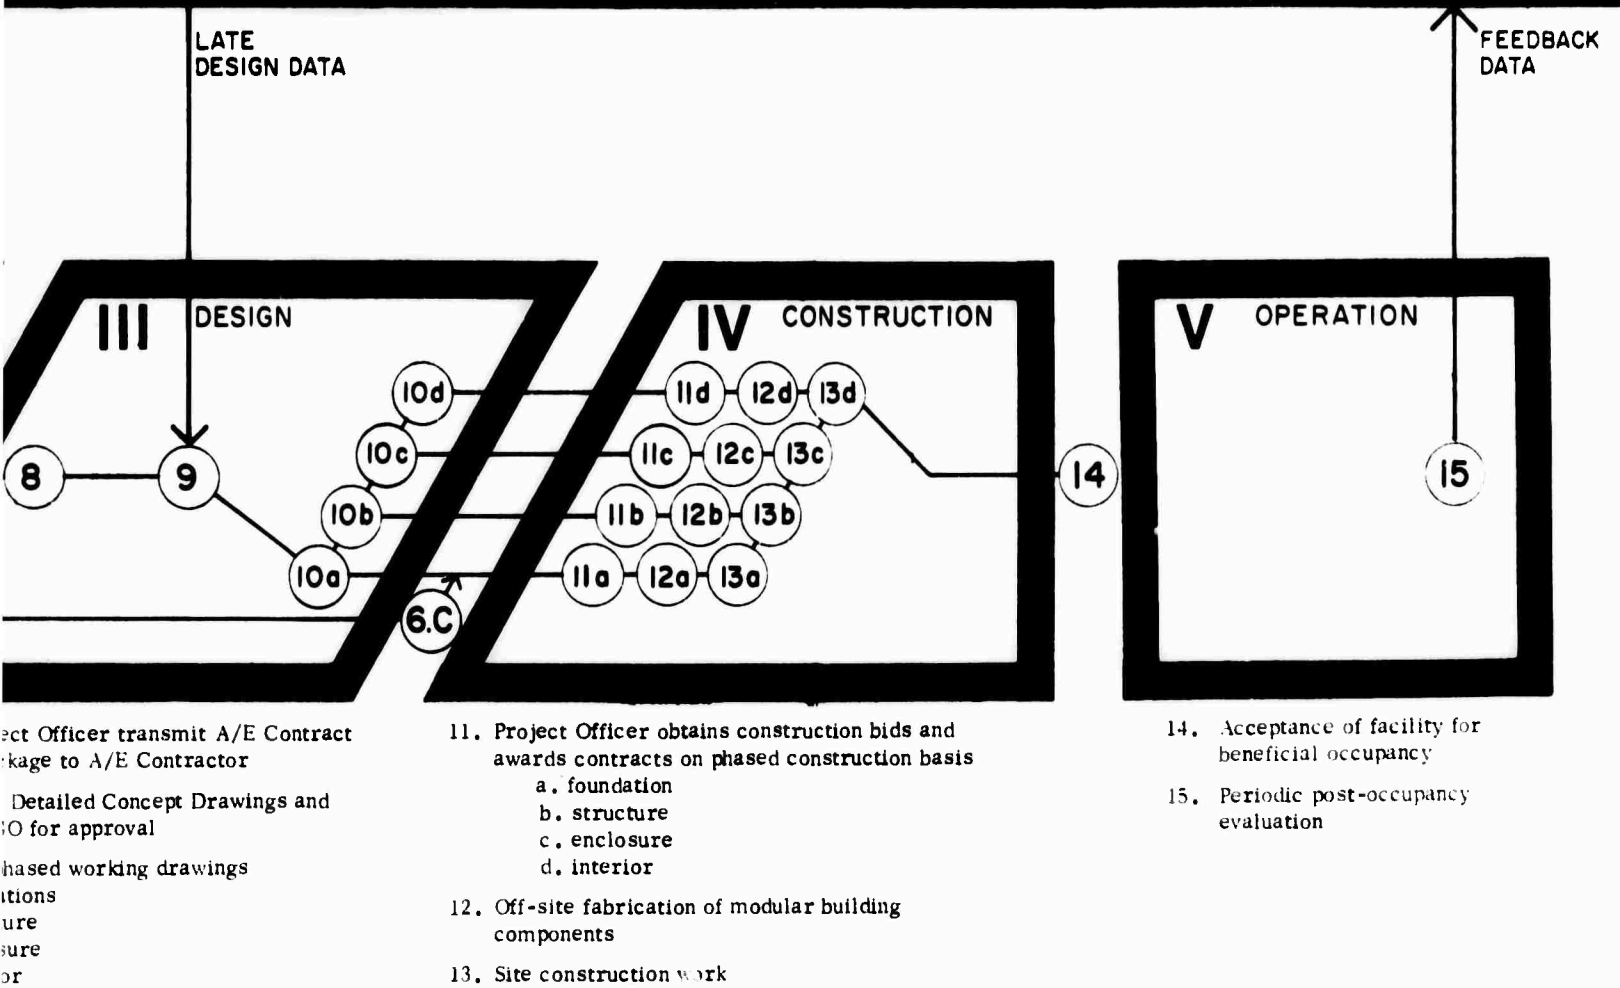 LATE
DESIGN DATA
FEEDBACK
DATA
III DESIGN
IV CONSTRUCTION
V OPERATION
10d 11d 12d 13d
10c 11c 12c 13c
8 9 14 15
10b 11b 12b 13b
10a 11a 12a 13a
6.C
Officer transmit A/E Contract
to A/E Contractor
Detailed Concept Drawings and
for approval
working drawings
11. Project Officer obtains construction bids and
awards contracts on phased construction basis
a. foundation
b. structure
c. enclosure
d. interior
12. Off-site fabrication of modular building
components
13. Site construction work
14. Acceptance of facility for
beneficial occupancy
15. Periodic post-occupancy
evaluation